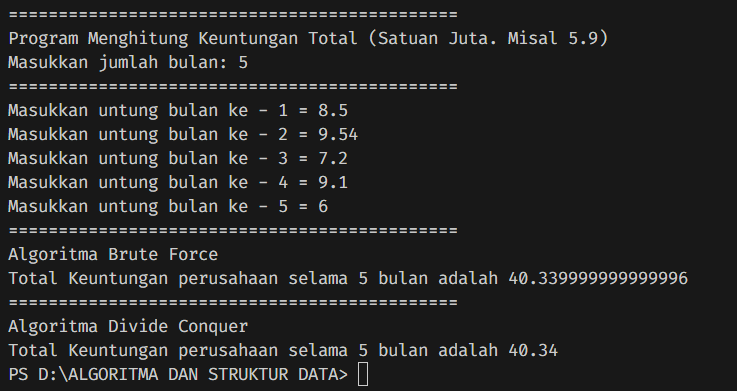 =============================================
Program Menghitung Keuntungan Total (Satuan Juta. Misal 5.9)
Masukkan jumlah bulan: 5
=============================================
Masukkan untung bulan ke - 1 = 8.5
Masukkan untung bulan ke - 2 = 9.54
Masukkan untung bulan ke - 3 = 7.2
Masukkan untung bulan ke - 4 = 9.1
Masukkan untung bulan ke - 5 = 6
=============================================
Algoritma Brute Force
Total Keuntungan perusahaan selama 5 bulan adalah 40.339999999999996
=============================================
Algoritma Divide Conquer
Total Keuntungan perusahaan selama 5 bulan adalah 40.34
PS D:\ALGORITMA DAN STRUKTUR DATA>